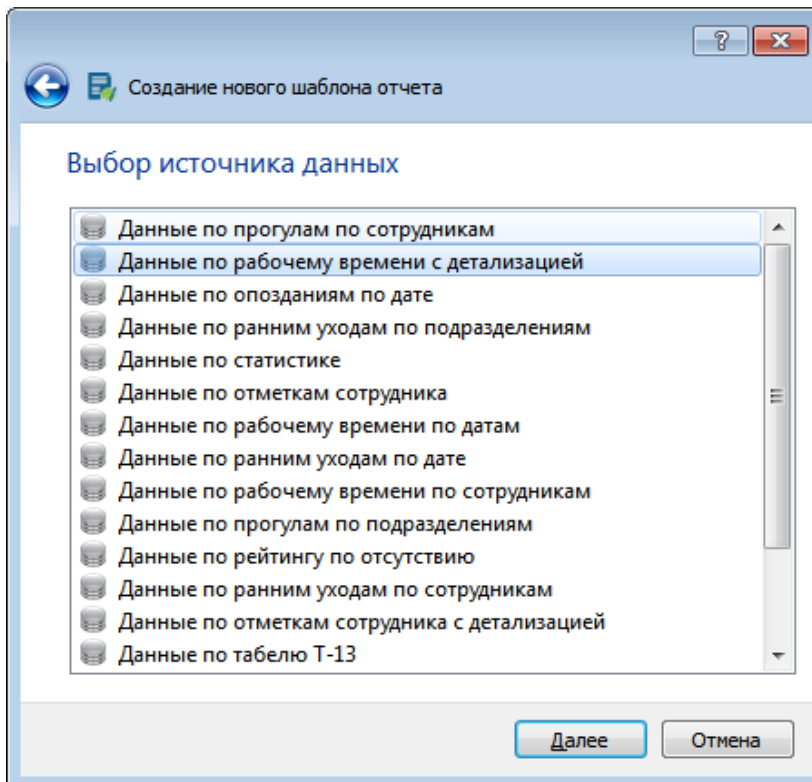 Создание нового шаблона отчета
Выбор источника данных
Данные по прогулам по сотрудникам
Данные по рабочему времени с детализацией
Данные по опозданиям по дате
Данные по ранним уходам по подразделениям
Данные по статистике
Данные по отметкам сотрудника
Данные по рабочему времени по датам
Данные по ранним уходам по дате
Данные по рабочему времени по сотрудникам
Данные по прогулам по подразделениям
Данные по рейтингу по отсутствию
Данные по ранним уходам по сотрудникам
Данные по отметкам сотрудника с детализацией
Данные по табелю Т-13
Далее Отмена